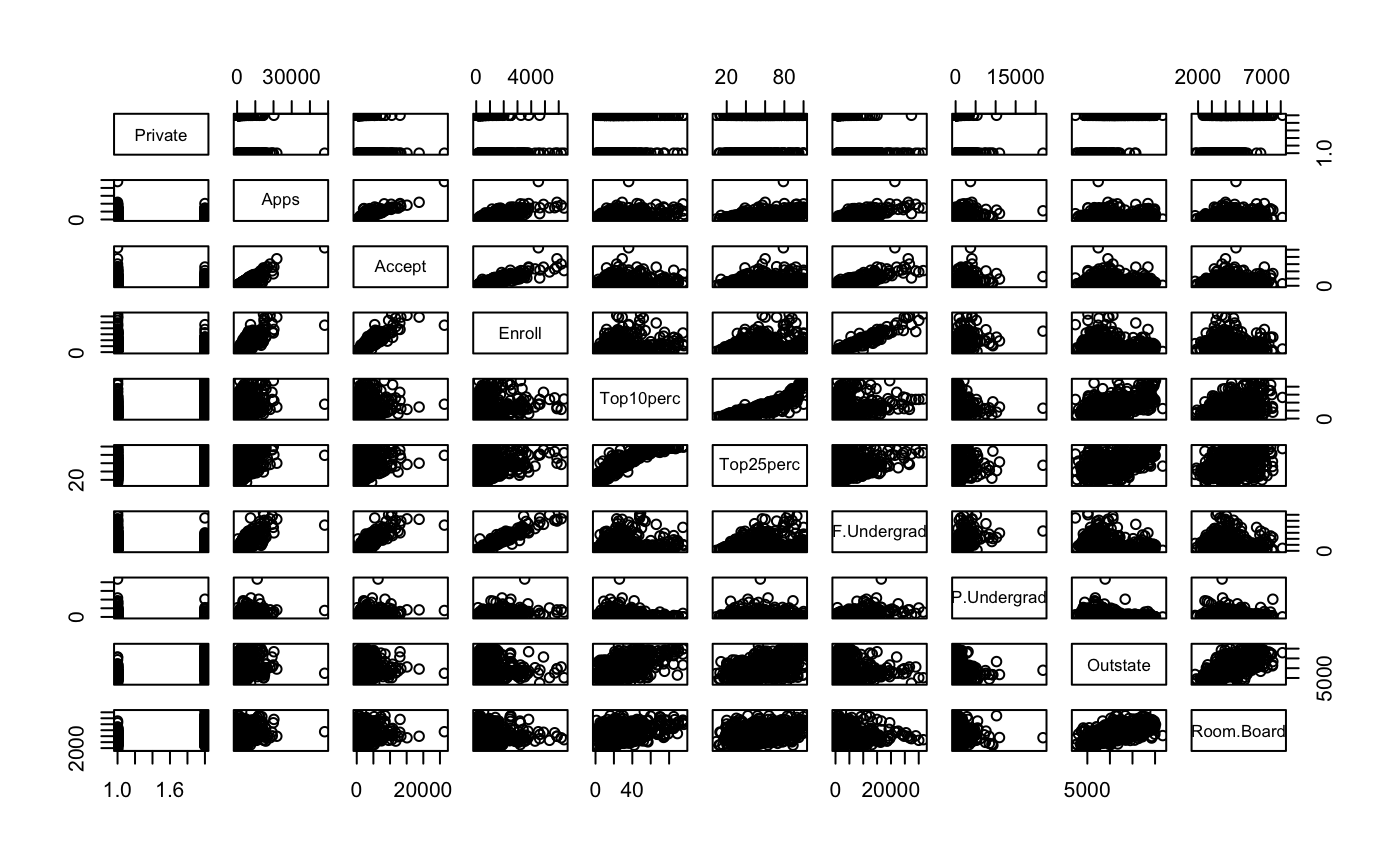 0 30000 0 4000 20 80 0 15000 2000 7000
Private 1.0
0 Apps
Accept 0
0 Enroll
Top10perc 0
20 Top25perc
F.Undergrad 0
0 P.Undergrad
Outstate 5000
2000 Room.Board
1.0 1.6 0 20000 0 40 0 20000 5000